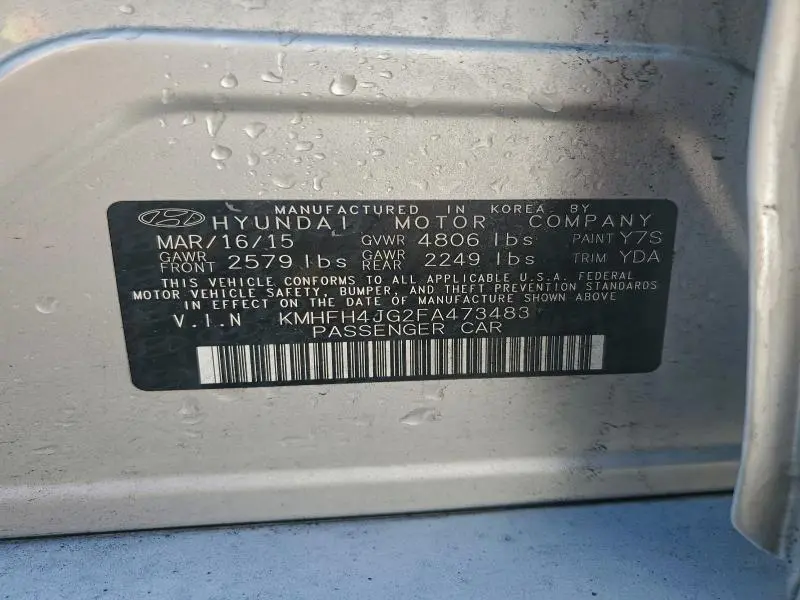 MANUFACTURED IN KOREA BY
HYUNDAI MOTOR COMPANY
MAR/16/15 GVWR 4806 lbs PAINT Y7S
GAWR FRONT 2579 lbs GAWR REAR 2249 lbs TRIM YDA
THIS VEHICLE CONFORMS TO ALL APPLICABLE U.S.A. FEDERAL
MOTOR VEHICLE SAFETY, BUMPER, AND THEFT PREVENTION STANDARDS
IN EFFECT ON THE DATE OF MANUFACTURE SHOWN ABOVE
V.I.N KMHFH4JG2FA473483
PASSENGER CAR